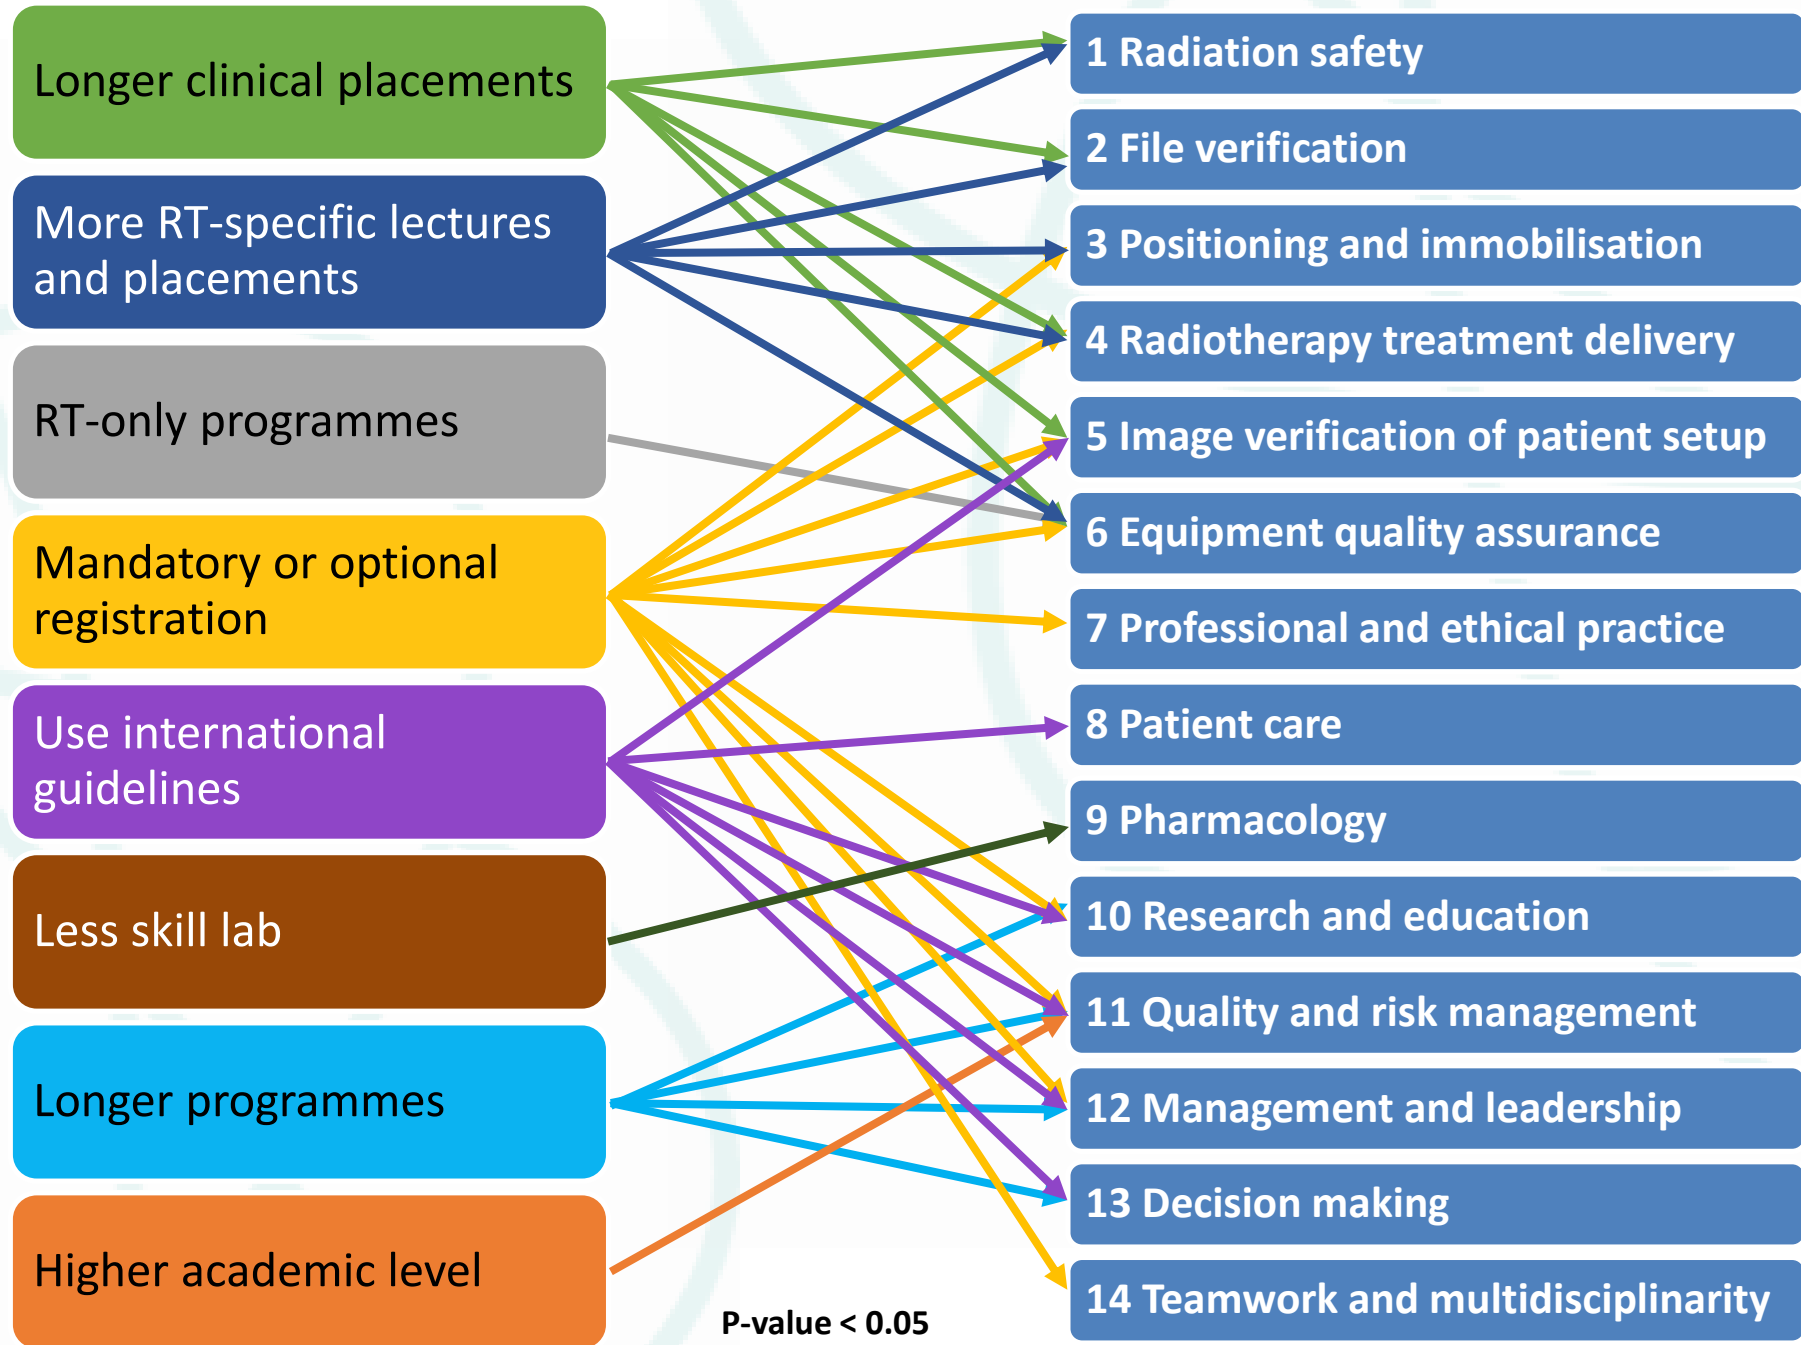 Longer clinical placements
More RT-specific lectures
and placements
RT-only programmes
Mandatory or optional
registration
Use international
guidelines
Less skill lab
Longer programmes
Higher academic level
1 Radiation safety
2 File verification
3 Positioning and immobilisation
4 Radiotherapy treatment delivery
5 Image verification of patient setup
6 Equipment quality assurance
7 Professional and ethical practice
8 Patient care
9 Pharmacology
10 Research and education
11 Quality and risk management
12 Management and leadership
13 Decision making
14 Teamwork and multidisciplinarity
P-value < 0.05